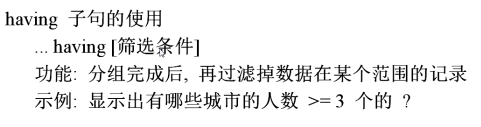 having 子句的使用
... having [筛选条件]
功能: 分组完成后, 再过滤掉数据在某个范围的记录
示例: 显示出有哪些城市的人数 >= 3 个的 ?